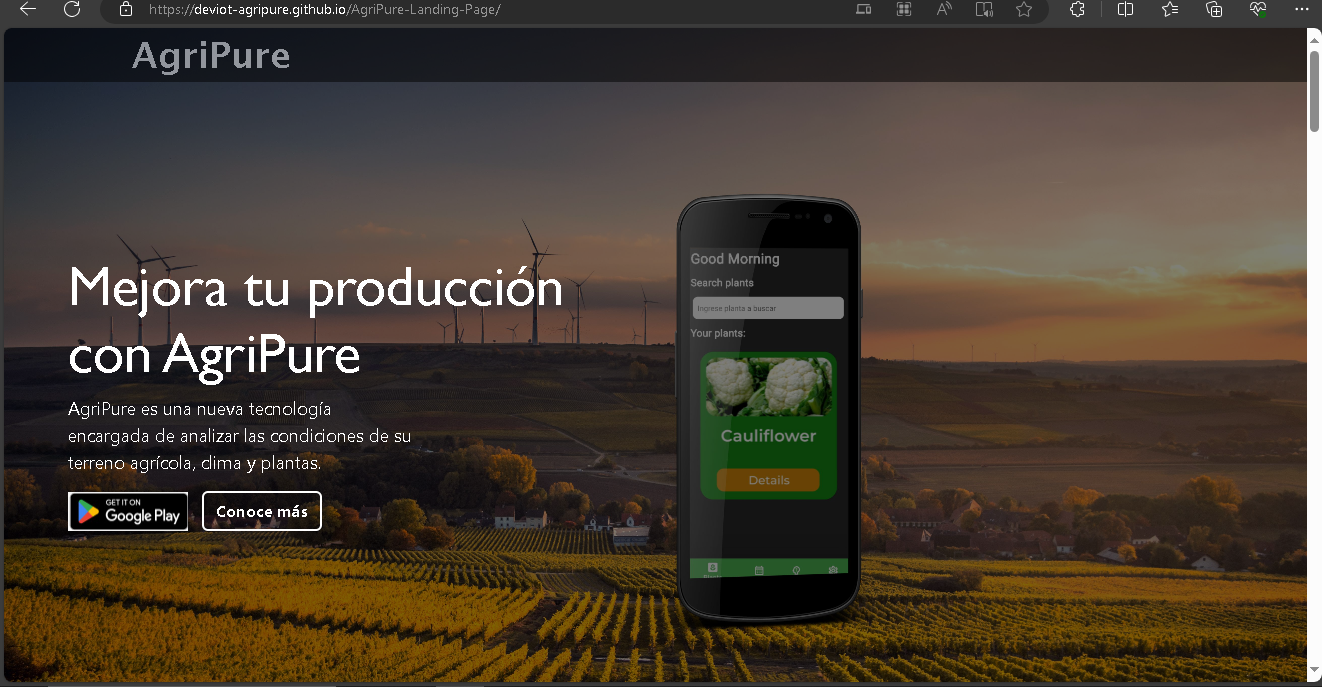 https://deviot-agripure.github.io/AgriPure-Landing-Page/
AgriPure
Mejora tu producción
con AgriPure
AgriPure es una nueva tecnología
encargada de analizar las condiciones de su
terreno agrícola, clima y plantas.
GET IT ON
Google Play
Conoce más
Good Morning
Search plants
Ingrese planta a buscar
Your plants:
Cauliflower
Details